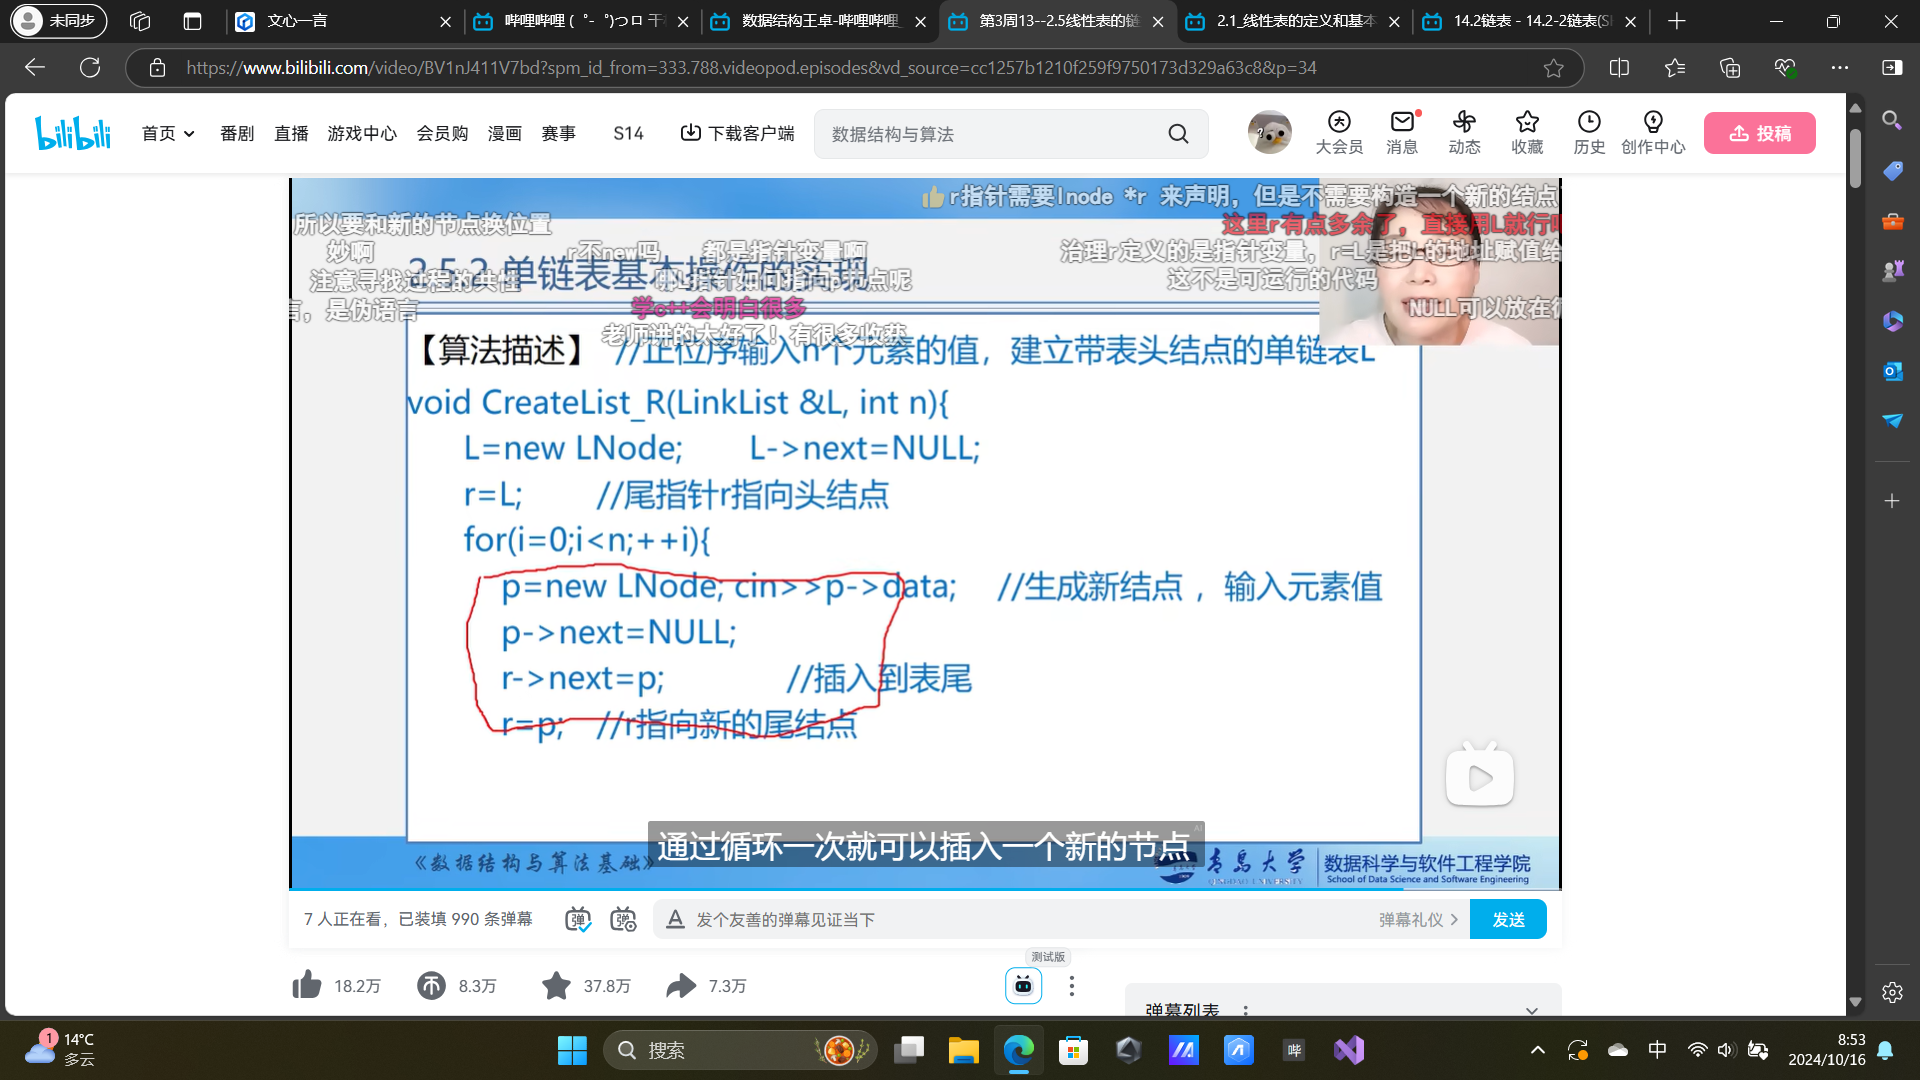 未同步
文心一言
哔哩哔哩 (゜-゜)つロ 干杯
数据结构王卓-哔哩哔哩_
第3周13--2.5线性表的链
2.1_线性表的定义和基本
14.2链表 - 14.2-2链表(S
https://www.bilibili.com/video/BV1nJ411V7bd?spm_id_from=333.788.videopod.episodes&vd_source=cc1257b1210f259f9750173d329a63c8&p=34
bilibili
首页
番剧
直播
游戏中心
会员购
漫画
赛事
S14
下载客户端
数据结构与算法
大会员
消息
动态
收藏
历史
创作中心
投稿
r指针需要lnode *r 来声明，但是不需要构造一个新的结点
所以要和新的节点换位置
这里r有点多余了，直接用L就行
妙啊
r不new吗
都是指针变量啊
治理r定义的是指针变量，r=L是把L的地址赋值给
2.5.2 单链表基本操作的实现
注意寻找过程的共性
这不是可运行的代码
言，是伪语言
学c++会明白很多
NULL可以放在
老师讲的太好了！有很多收获
【算法描述】 //正位序输入n个元素的值，建立带表头结点的单链表L
void CreateList_R(LinkList &L, int n){
L=new LNode; L->next=NULL;
r=L; //尾指针r指向头结点
for(i=0;i<n;++i){
p=new LNode; cin>>p->data; //生成新结点，输入元素值
p->next=NULL;
r->next=p; //插入到表尾
r=p; //r指向新的尾结点
通过循环一次就可以插入一个新的节点
AI
《数据结构与算法基础》
青岛大学
QINGDAO UNIVERSITY
数据科学与软件工程学院
School of Data Science and Software Engineering
7 人正在看，已装填 990 条弹幕
弹
弹
A
发个友善的弹幕见证当下
弹幕礼仪
发送
18.2万
8.3万
37.8万
7.3万
测试版
弹幕列表
1
14°C
多云
搜索
哔
中
8:53
2024/10/16